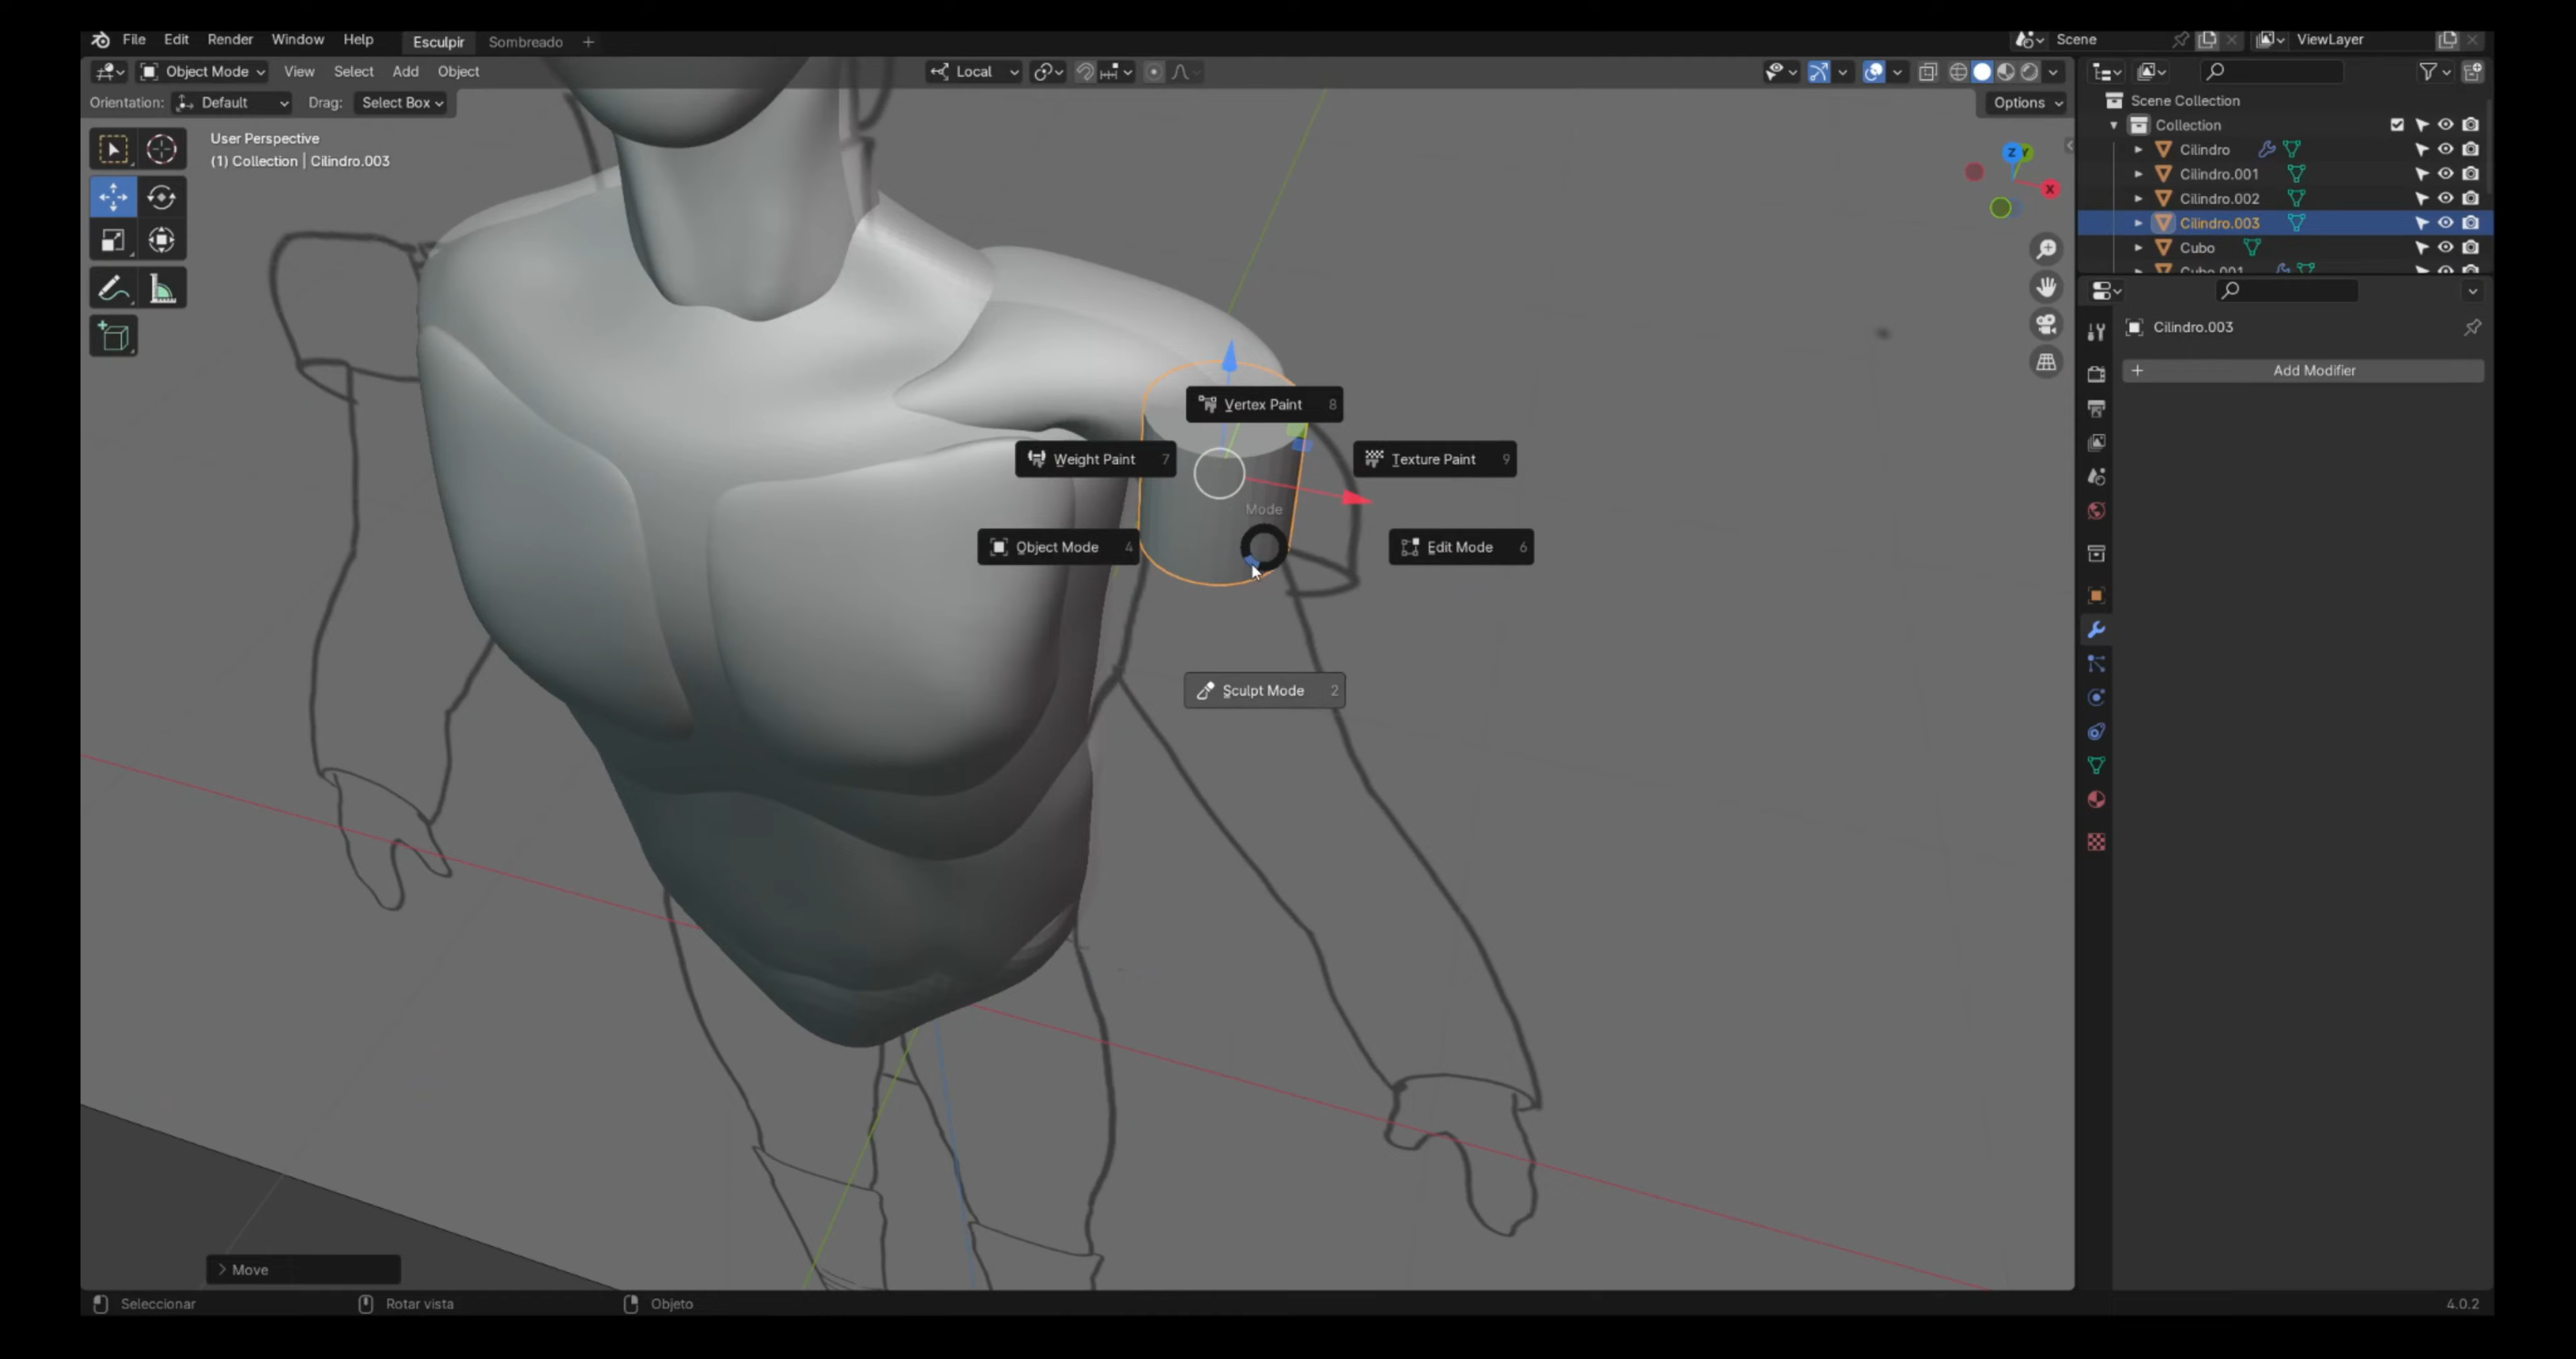 File Edit Render Window Help Esculpir Sombreado + Scene ViewLayer
Object Mode View Select Add Object Local
Orientation: Default Drag: Select Box Options
User Perspective
(1) Collection | Cilindro.003
Scene Collection
Collection
Cilindro
Cilindro.001
Cilindro.002
Cilindro.003
Cubo
Cubo.001
Z Y
X
Cilindro.003
+ Add Modifier
Vertex Paint 8
Weight Paint 7
Texture Paint 9
Mode
Object Mode 4
Edit Mode 6
Sculpt Mode 2
> Move
Seleccionar Rotar vista Objeto 4.0.2